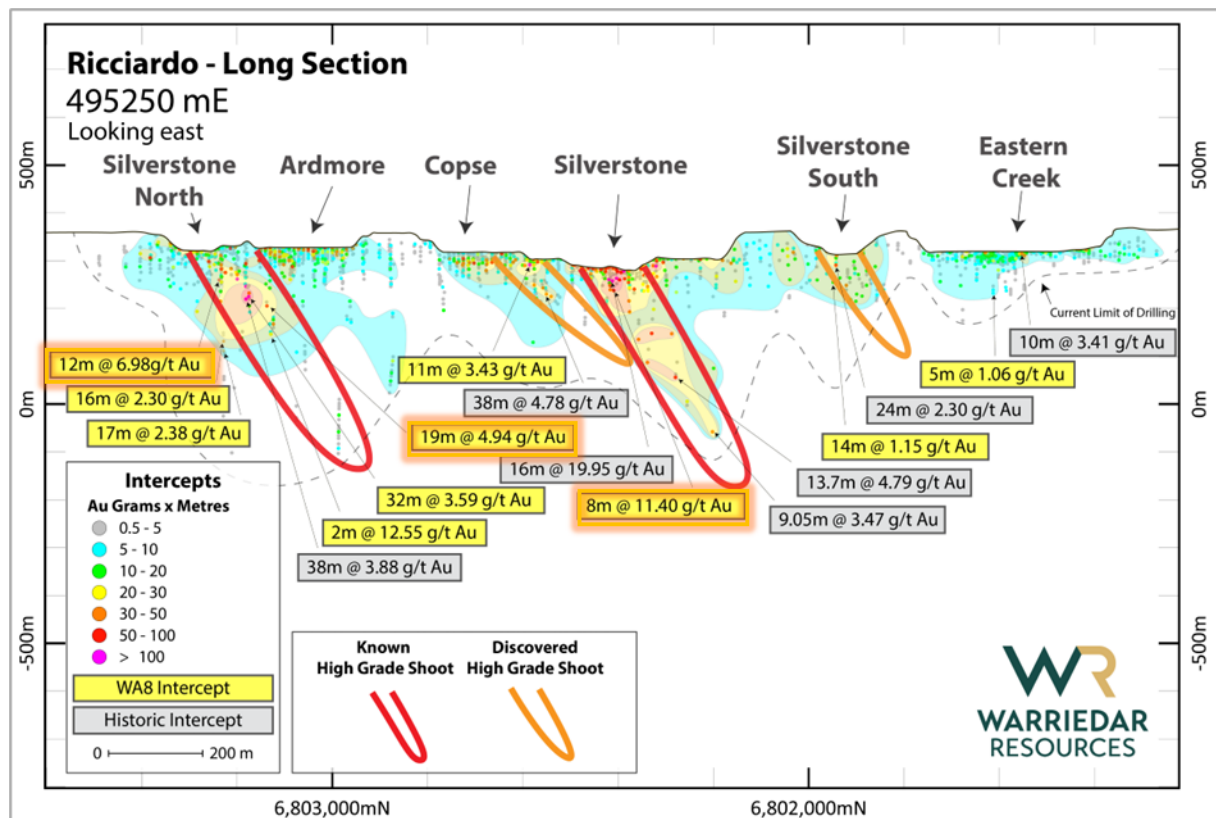 Ricciardo - Long Section
495250 mE
Looking east
Silverstone
North
Ardmore
Copse
Silverstone
Silverstone
South
Eastern
Creek
500m
0m
-500m
500m
0m
-500m
Current Limit of Drilling
12m @ 6.98g/t Au
16m @ 2.30 g/t Au
17m @ 2.38 g/t Au
11m @ 3.43 g/t Au
38m @ 4.78 g/t Au
19m @ 4.94 g/t Au
16m @ 19.95 g/t Au
32m @ 3.59 g/t Au
8m @ 11.40 g/t Au
2m @ 12.55 g/t Au
38m @ 3.88 g/t Au
10m @ 3.41 g/t Au
5m @ 1.06 g/t Au
24m @ 2.30 g/t Au
14m @ 1.15 g/t Au
13.7m @ 4.79 g/t Au
9.05m @ 3.47 g/t Au
Intercepts
Au Grams x Metres
0.5 - 5
5 - 10
10 - 20
20 - 30
30 - 50
50 - 100
> 100
WA8 Intercept
Historic Intercept
0 200 m
Known
High Grade Shoot
Discovered
High Grade Shoot
WR
WARRIEDAR
RESOURCES
6,803,000mN
6,802,000mN